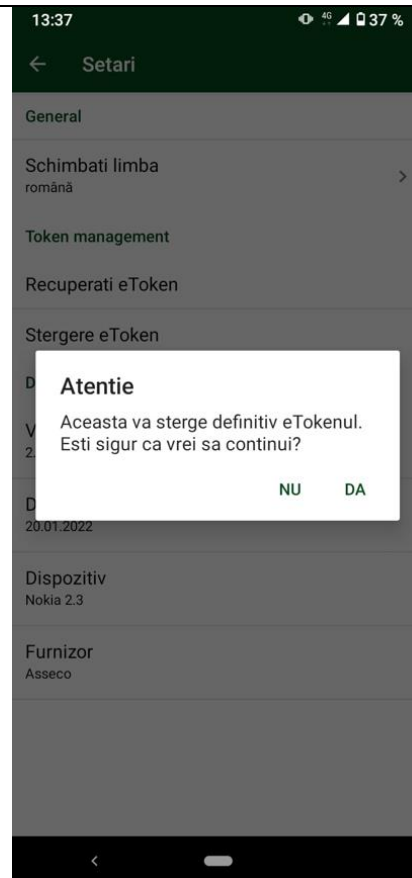 13:37
4G
37 %
Setari
General
Schimbati limba
română
Token management
Recuperati eToken
Stergere eToken
D
Atentie
V
Aceasta va sterge definitiv eTokenul.
2.
Esti sigur ca vrei sa continui?
NU DA
D
20.01.2022
Dispozitiv
Nokia 2.3
Furnizor
Asseco